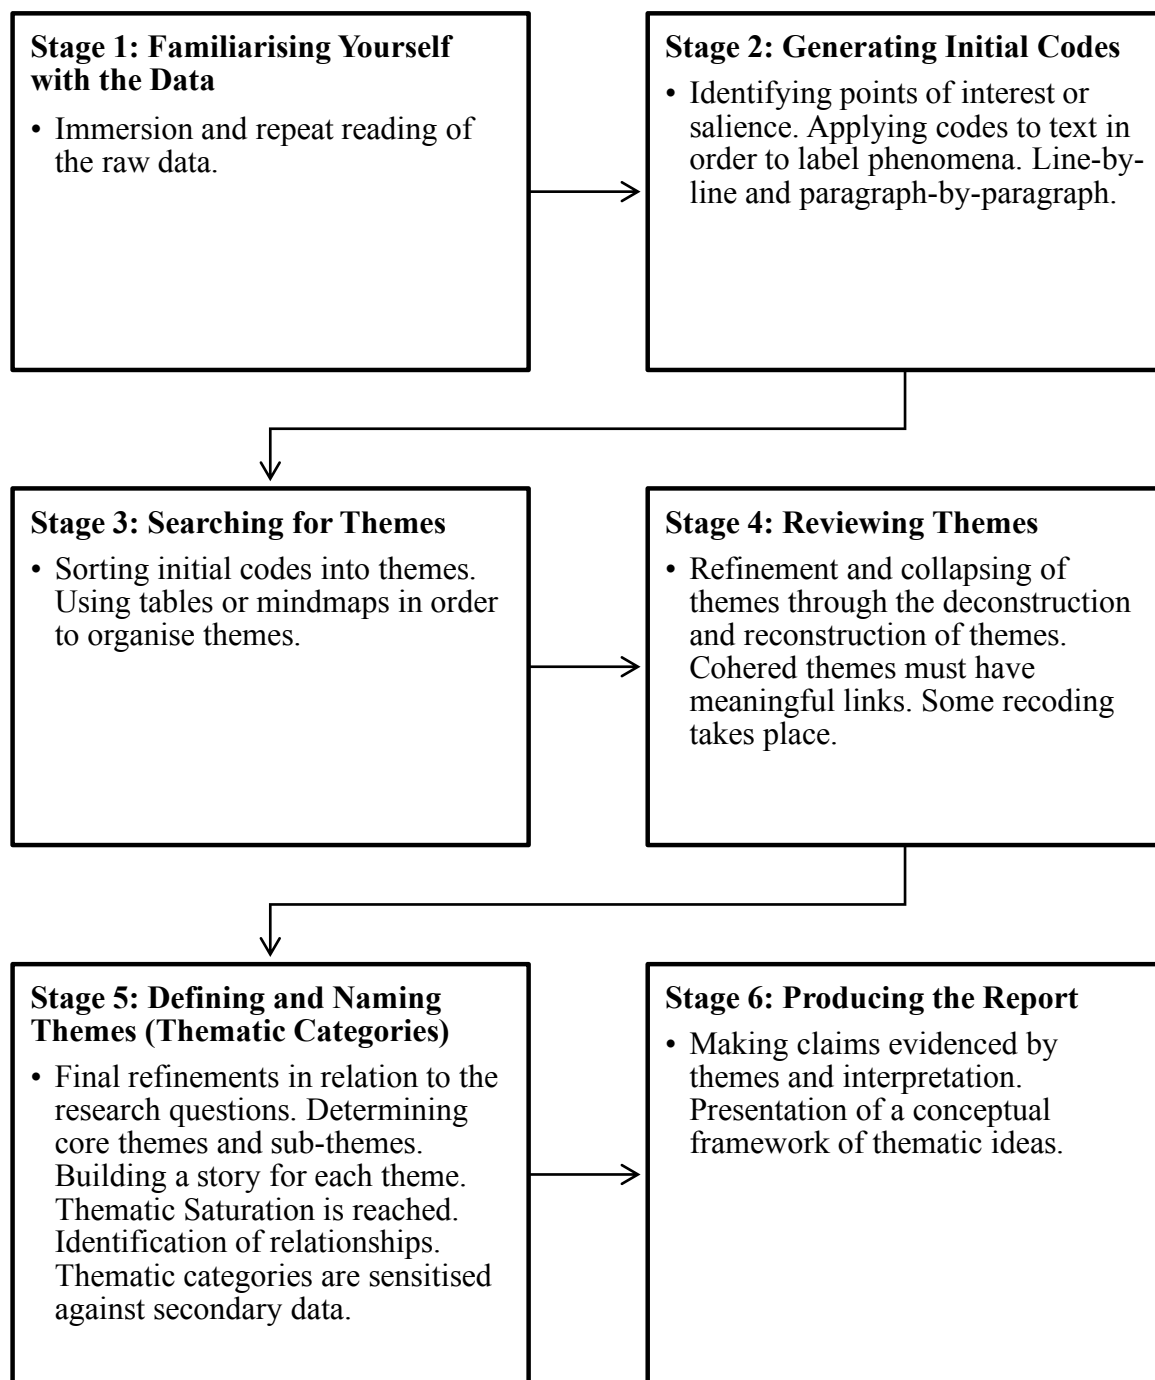 Stage 1: Familiarising Yourself
with the Data
• Immersion and repeat reading of
the raw data.
Stage 2: Generating Initial Codes
• Identifying points of interest or
salience. Applying codes to text in
order to label phenomena. Line-by-
line and paragraph-by-paragraph.
Stage 3: Searching for Themes
• Sorting initial codes into themes.
Using tables or mindmaps in order
to organise themes.
Stage 4: Reviewing Themes
• Refinement and collapsing of
themes through the deconstruction
and reconstruction of themes.
Cohered themes must have
meaningful links. Some recoding
takes place.
Stage 5: Defining and Naming
Themes (Thematic Categories)
• Final refinements in relation to the
research questions. Determining
core themes and sub-themes.
Building a story for each theme.
Thematic Saturation is reached.
Identification of relationships.
Thematic categories are sensitised
against secondary data.
Stage 6: Producing the Report
• Making claims evidenced by
themes and interpretation.
Presentation of a conceptual
framework of thematic ideas.